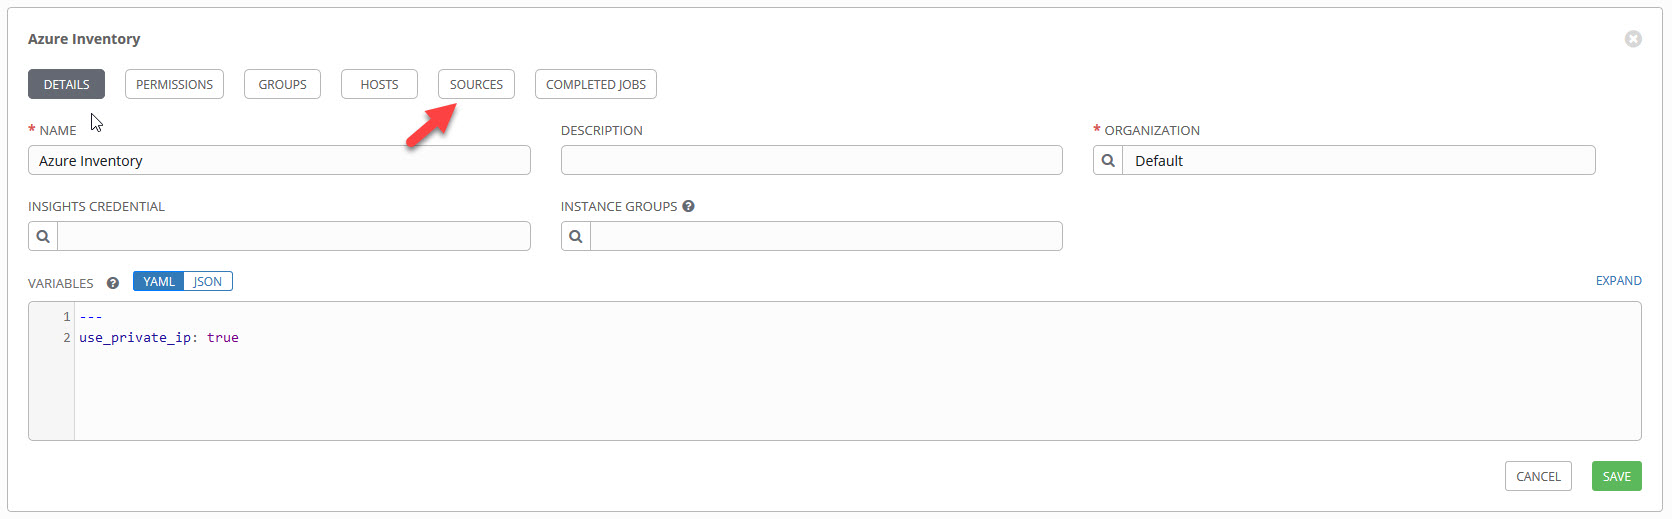 Azure Inventory
DETAILS PERMISSIONS GROUPS HOSTS SOURCES COMPLETED JOBS
* NAME DESCRIPTION * ORGANIZATION
Azure Inventory Default
INSIGHTS CREDENTIAL INSTANCE GROUPS ?
VARIABLES ? YAML JSON EXPAND
1 ---
2 use_private_ip: true
CANCEL SAVE